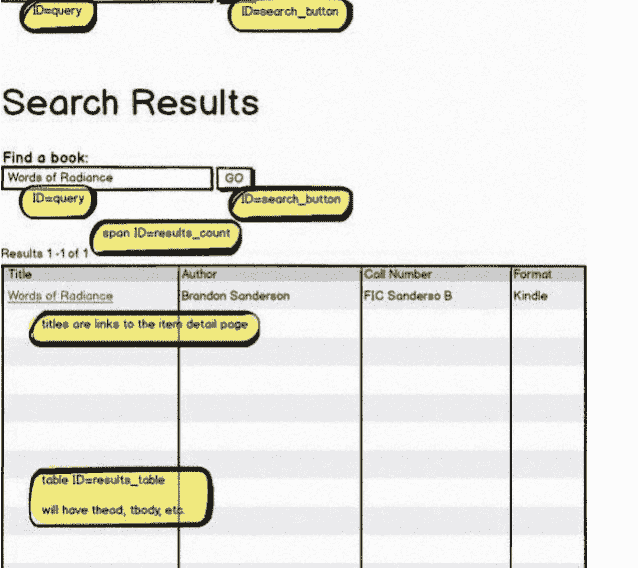 ID=query ID=search_button
Search Results
Find a book:
Words of Radiance GO
ID=query ID=search_button
span ID=results_count
Results 1-1 of 1
Title Author Call Number Format
Words of Radiance Brandon Sanderson FIC Sanderso B Kindle
titles are links to the item detail page
table ID=results_table
will have thead, tbody, etc.